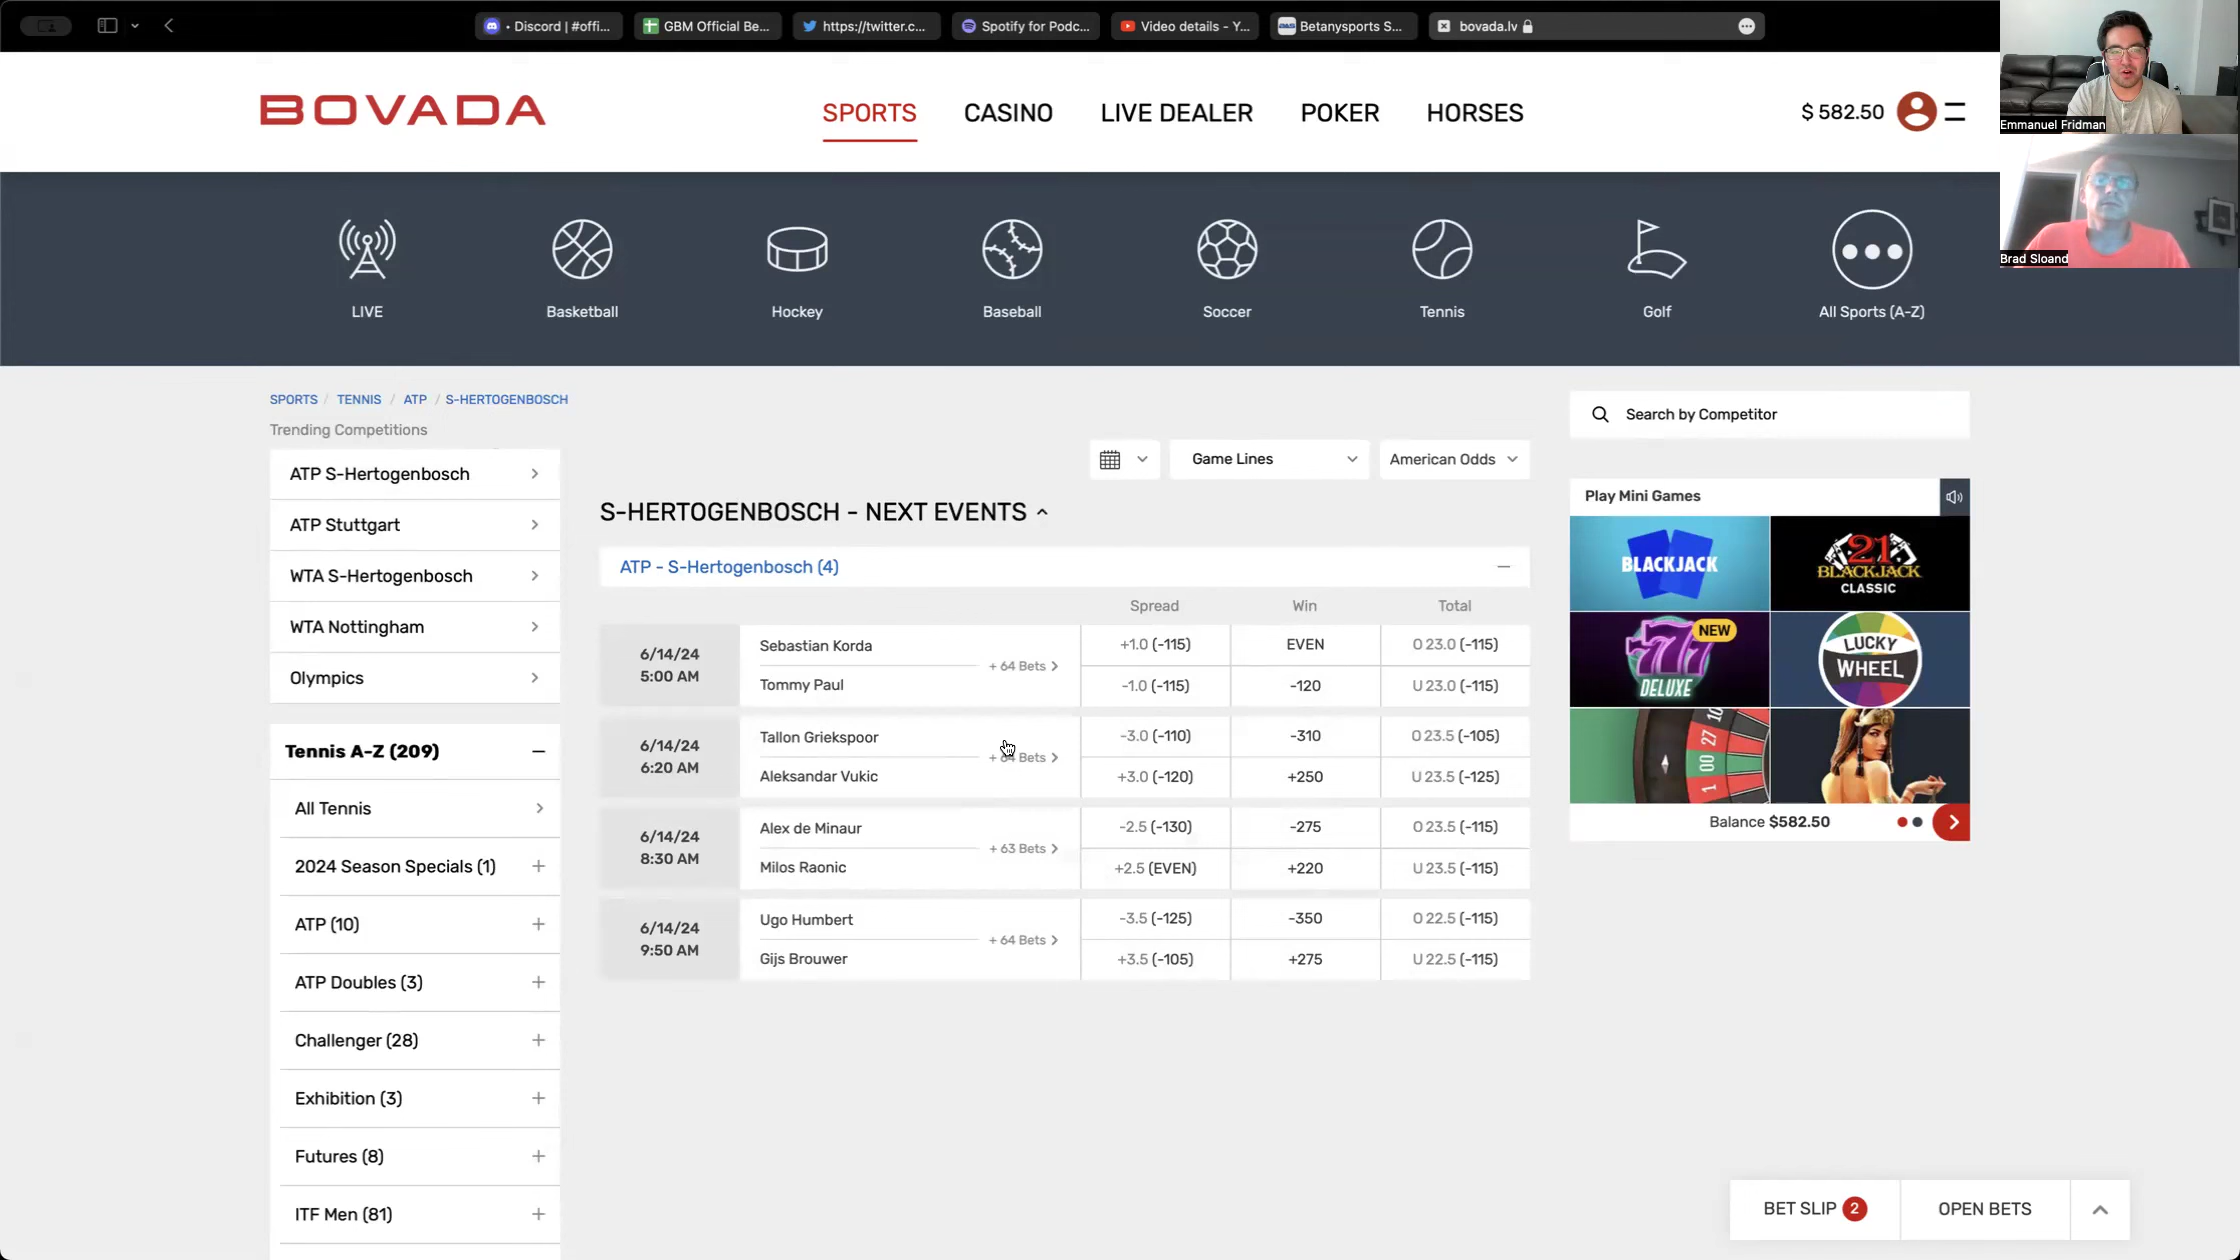 • Discord | #offi...
GBM Official Be...
https://twitter.c...
Spotify for Podc...
Video details - Y...
Betanysports S...
bovada.lv
BOVADA
SPORTS
CASINO
LIVE DEALER
POKER
HORSES
$ 582.50
Emmanuel Fridman
Brad Sloand
LIVE
Basketball
Hockey
Baseball
Soccer
Tennis
Golf
All Sports (A-Z)
SPORTS / TENNIS / ATP / S-HERTOGENBOSCH
Trending Competitions
ATP S-Hertogenbosch
ATP Stuttgart
WTA S-Hertogenbosch
WTA Nottingham
Olympics
Tennis A-Z (209)
All Tennis
2024 Season Specials (1)
ATP (10)
ATP Doubles (3)
Challenger (28)
Exhibition (3)
Futures (8)
ITF Men (81)
Game Lines
American Odds
S-HERTOGENBOSCH - NEXT EVENTS
ATP - S-Hertogenbosch (4)
Spread Win Total
6/14/24
5:00 AM
Sebastian Korda
Tommy Paul
+ 64 Bets
+1.0 (-115) EVEN O 23.0 (-115)
-1.0 (-115) -120 U 23.0 (-115)
6/14/24
6:20 AM
Tallon Griekspoor
Aleksandar Vukic
+ 64 Bets
-3.0 (-110) -310 O 23.5 (-105)
+3.0 (-120) +250 U 23.5 (-125)
6/14/24
8:30 AM
Alex de Minaur
Milos Raonic
+ 63 Bets
-2.5 (-130) -275 O 23.5 (-115)
+2.5 (EVEN) +220 U 23.5 (-115)
6/14/24
9:50 AM
Ugo Humbert
Gijs Brouwer
+ 64 Bets
-3.5 (-125) -350 O 22.5 (-115)
+3.5 (-105) +275 U 22.5 (-115)
Search by Competitor
Play Mini Games
BLACKJACK
21
BLACKJACK
CLASSIC
777
NEW
DELUXE
LUCKY
WHEEL
10
27
00
1
Balance $582.50
BET SLIP 2
OPEN BETS